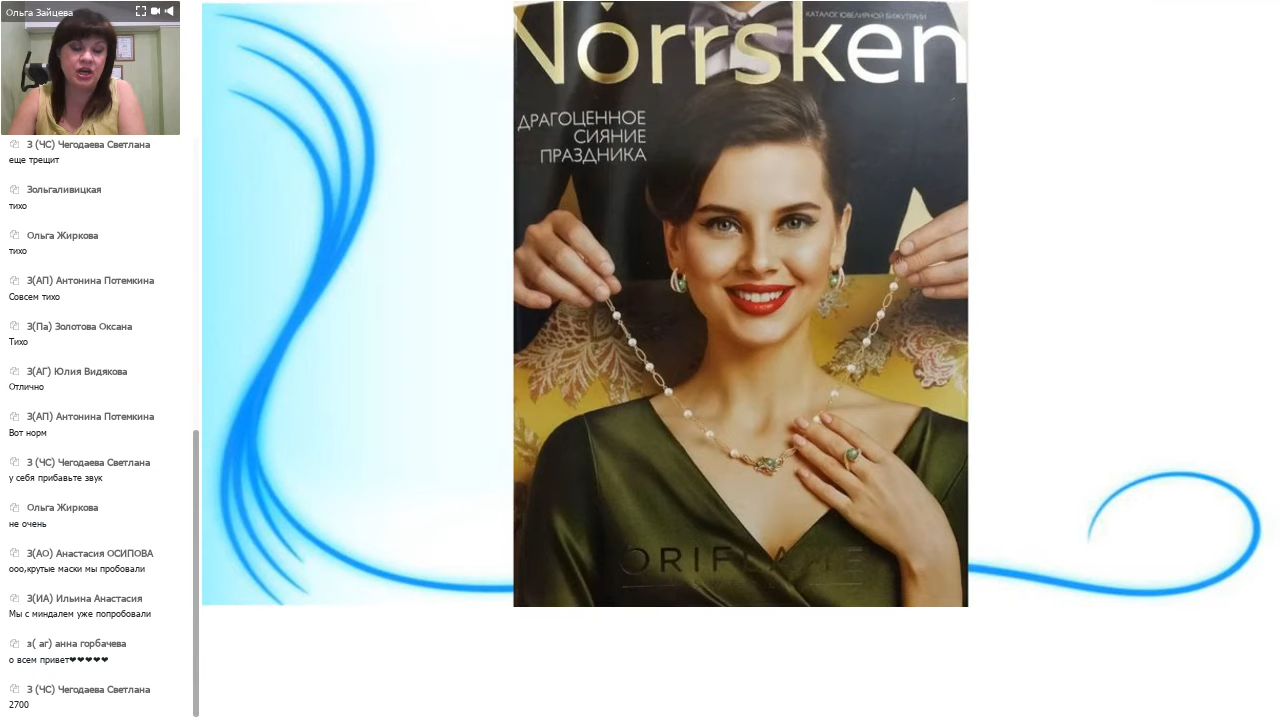 Ольга Зайцева
З (ЧС) Чегодаева Светлана
еще трещит
Зольгаливицкая
тихо
Ольга Жиркова
тихо
З(АП) Антонина Потемкина
Совсем тихо
З(Па) Золотова Оксана
Тихо
З(АГ) Юлия Видякова
Отлично
З(АП) Антонина Потемкина
Вот норм
З (ЧС) Чегодаева Светлана
у себя прибавьте звук
Ольга Жиркова
не очень
З(АО) Анастасия ОСИПОВА
ооо,крутые маски мы пробовали
З(ИА) Ильина Анастасия
Мы с миндалем уже попробовали
з( аг) анна горбачева
о всем привет❤❤❤❤❤
З (ЧС) Чегодаева Светлана
2700
КАТАЛОГ ЮВЕЛИРНОЙ БИЖУТЕРИИ
Nórrsken
ДРАГОЦЕННОЕ
СИЯНИЕ
ПРАЗДНИКА
ORIFLAME